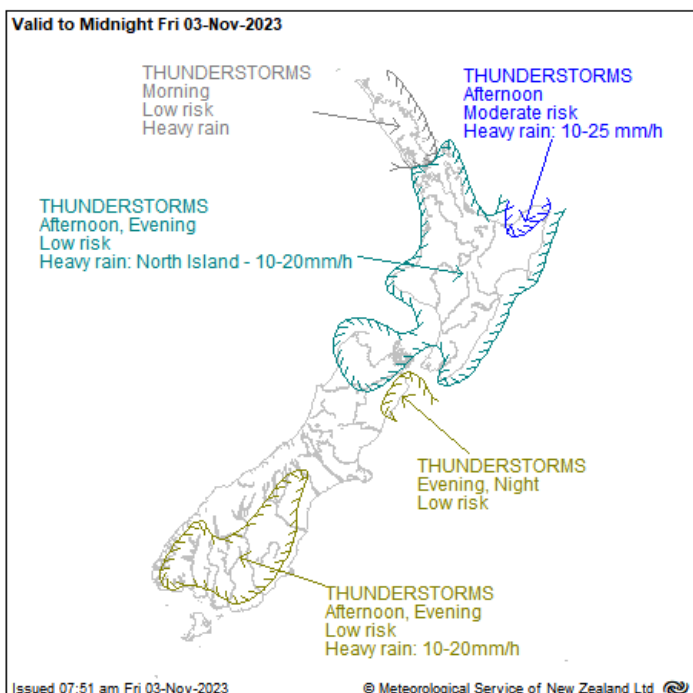 Valid to Midnight Fri 03-Nov-2023
THUNDERSTORMS
Morning
Low risk
Heavy rain
THUNDERSTORMS
Afternoon
Moderate risk
Heavy rain: 10-25 mm/h
THUNDERSTORMS
Afternoon, Evening
Low risk
Heavy rain: North Island - 10-20mm/h
THUNDERSTORMS
Evening, Night
Low risk
THUNDERSTORMS
Afternoon, Evening
Low risk
Heavy rain: 10-20mm/h
Issued 07:51 am Fri 03-Nov-2023
© Meteorological Service of New Zealand Ltd